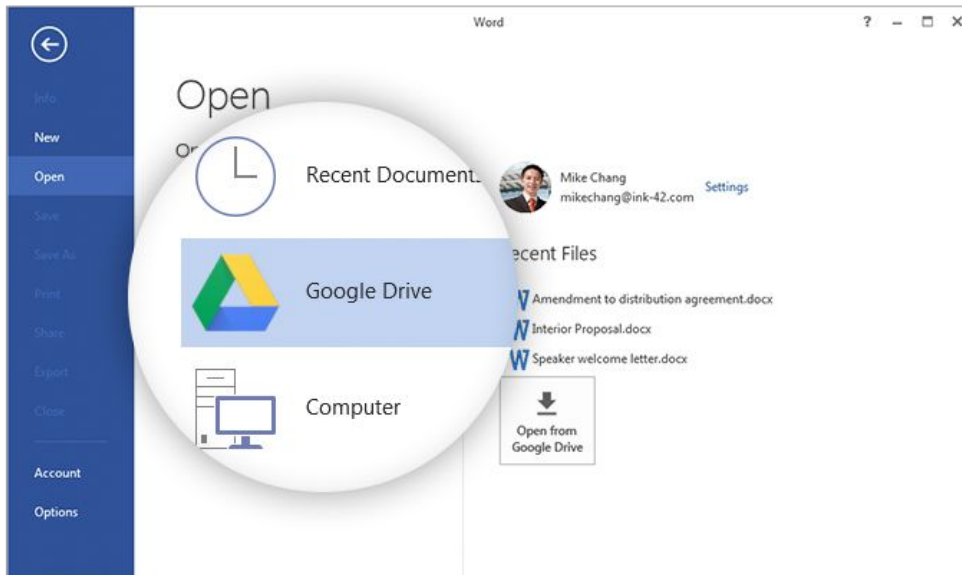 Word
?
Info
New
Open
Save
Save As
Print
Share
Export
Close
Account
Options
Open
Recent Document
Google Drive
Computer
Mike Chang
mikechang@ink-42.com
Settings
ecent Files
Amendment to distribution agreement.docx
Interior Proposal.docx
Speaker welcome letter.docx
Open from
Google Drive